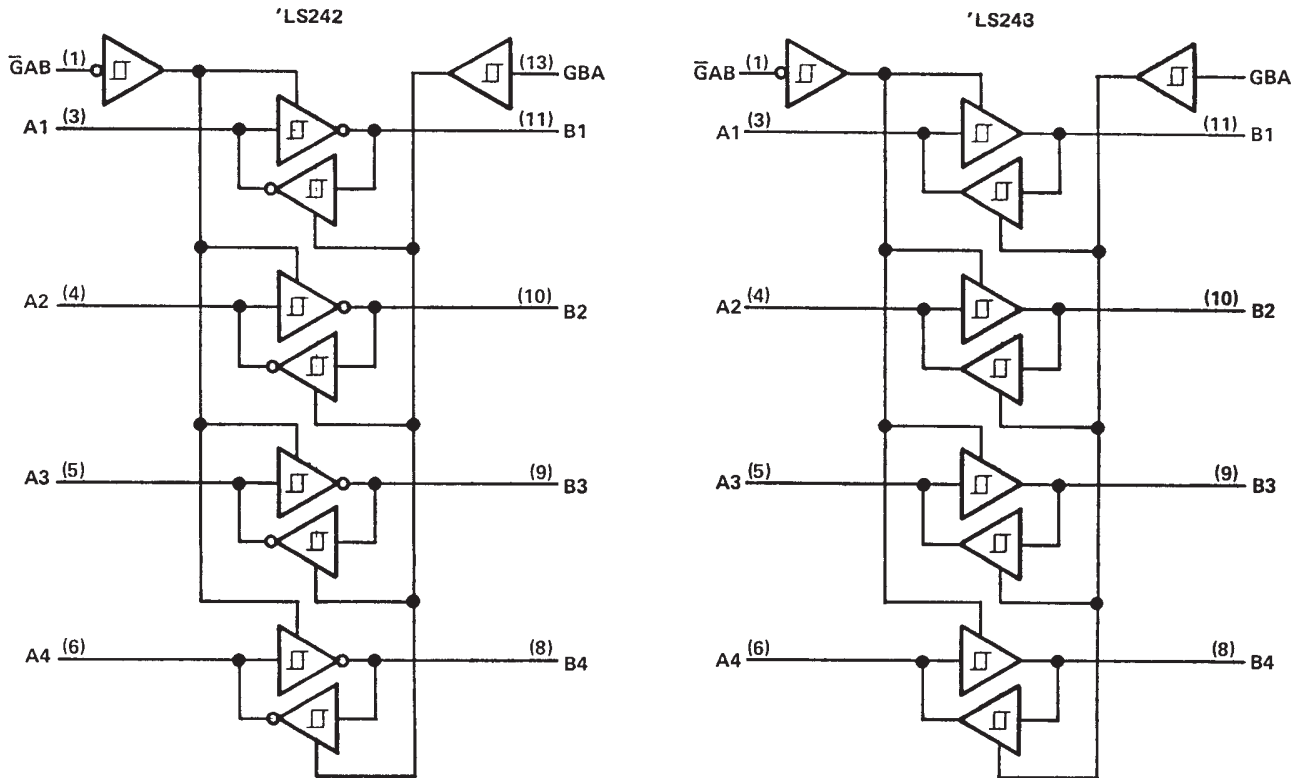 'LS242
G̅AB (1)
(13) GBA
A1 (3)
(11) B1
A2 (4)
(10) B2
A3 (5)
(9) B3
A4 (6)
(8) B4
'LS243
G̅AB (1)
GBA
A1 (3)
(11) B1
A2 (4)
(10) B2
A3 (5)
(9) B3
A4 (6)
(8) B4